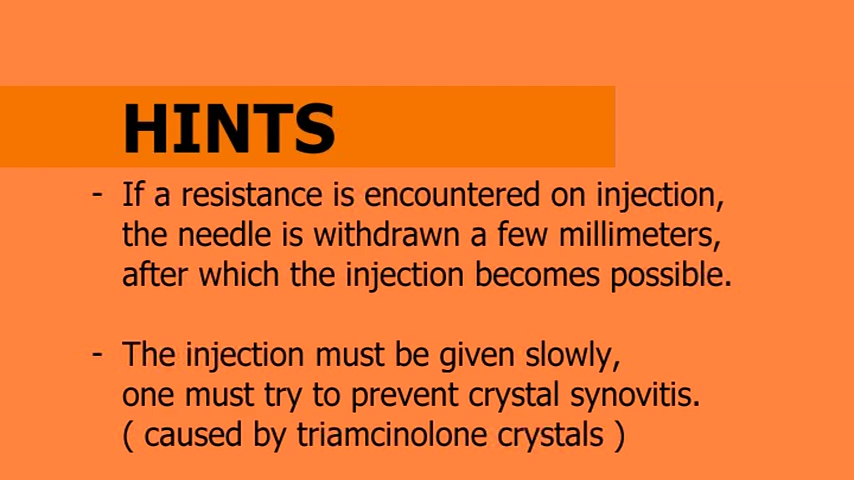 HINTS
- If a resistance is encountered on injection,
the needle is withdrawn a few millimeters,
after which the injection becomes possible.
- The injection must be given slowly,
one must try to prevent crystal synovitis.
( caused by triamcinolone crystals )